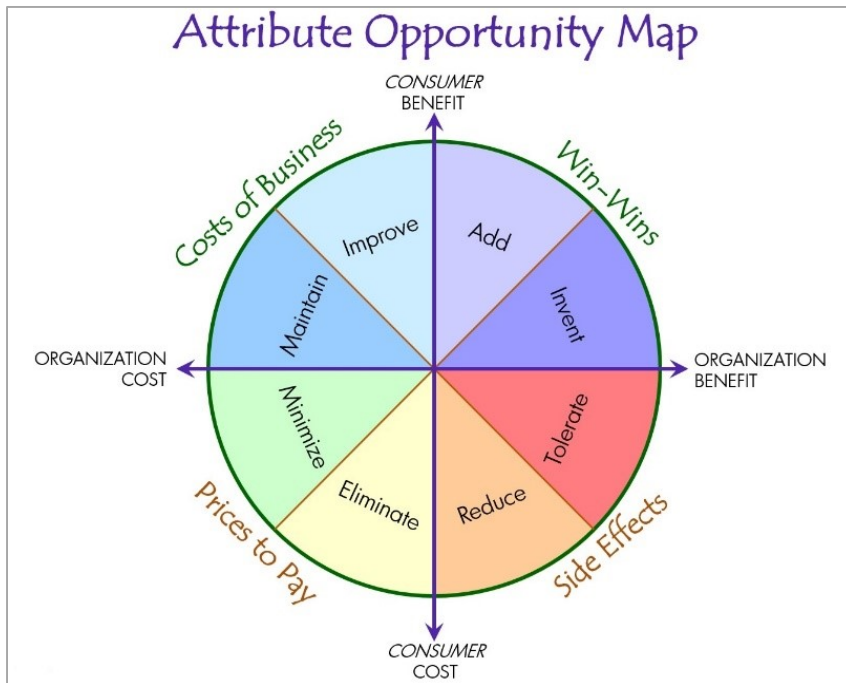 Attribute Opportunity Map
CONSUMER
BENEFIT
Costs of Business
Win-Wins
Improve
Add
Maintain
Invent
ORGANIZATION
COST
ORGANIZATION
BENEFIT
Minimize
Tolerate
Eliminate
Reduce
Prices to Pay
Side Effects
CONSUMER
COST